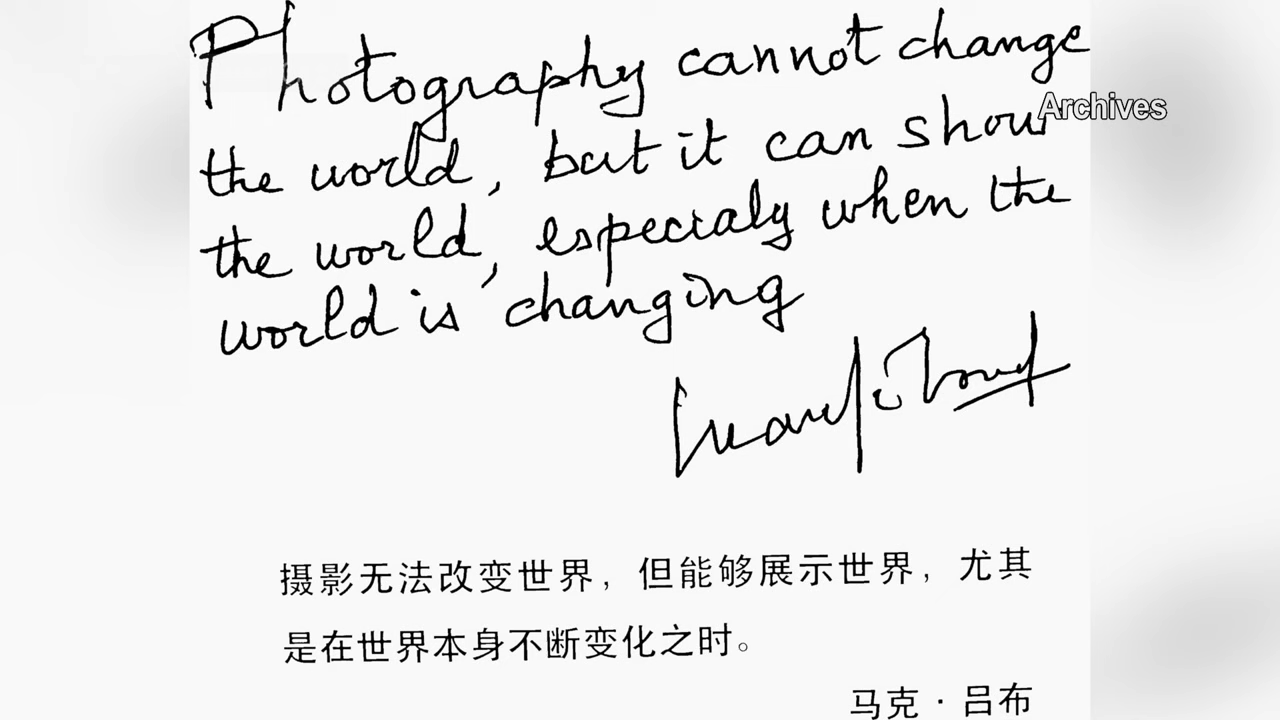 Photography cannot change
Archives
the world, but it can show
the world, especialy when the
world is changing
Marc Riboud
摄影无法改变世界，但能够展示世界，尤其
是在世界本身不断变化之时。
马克·吕布